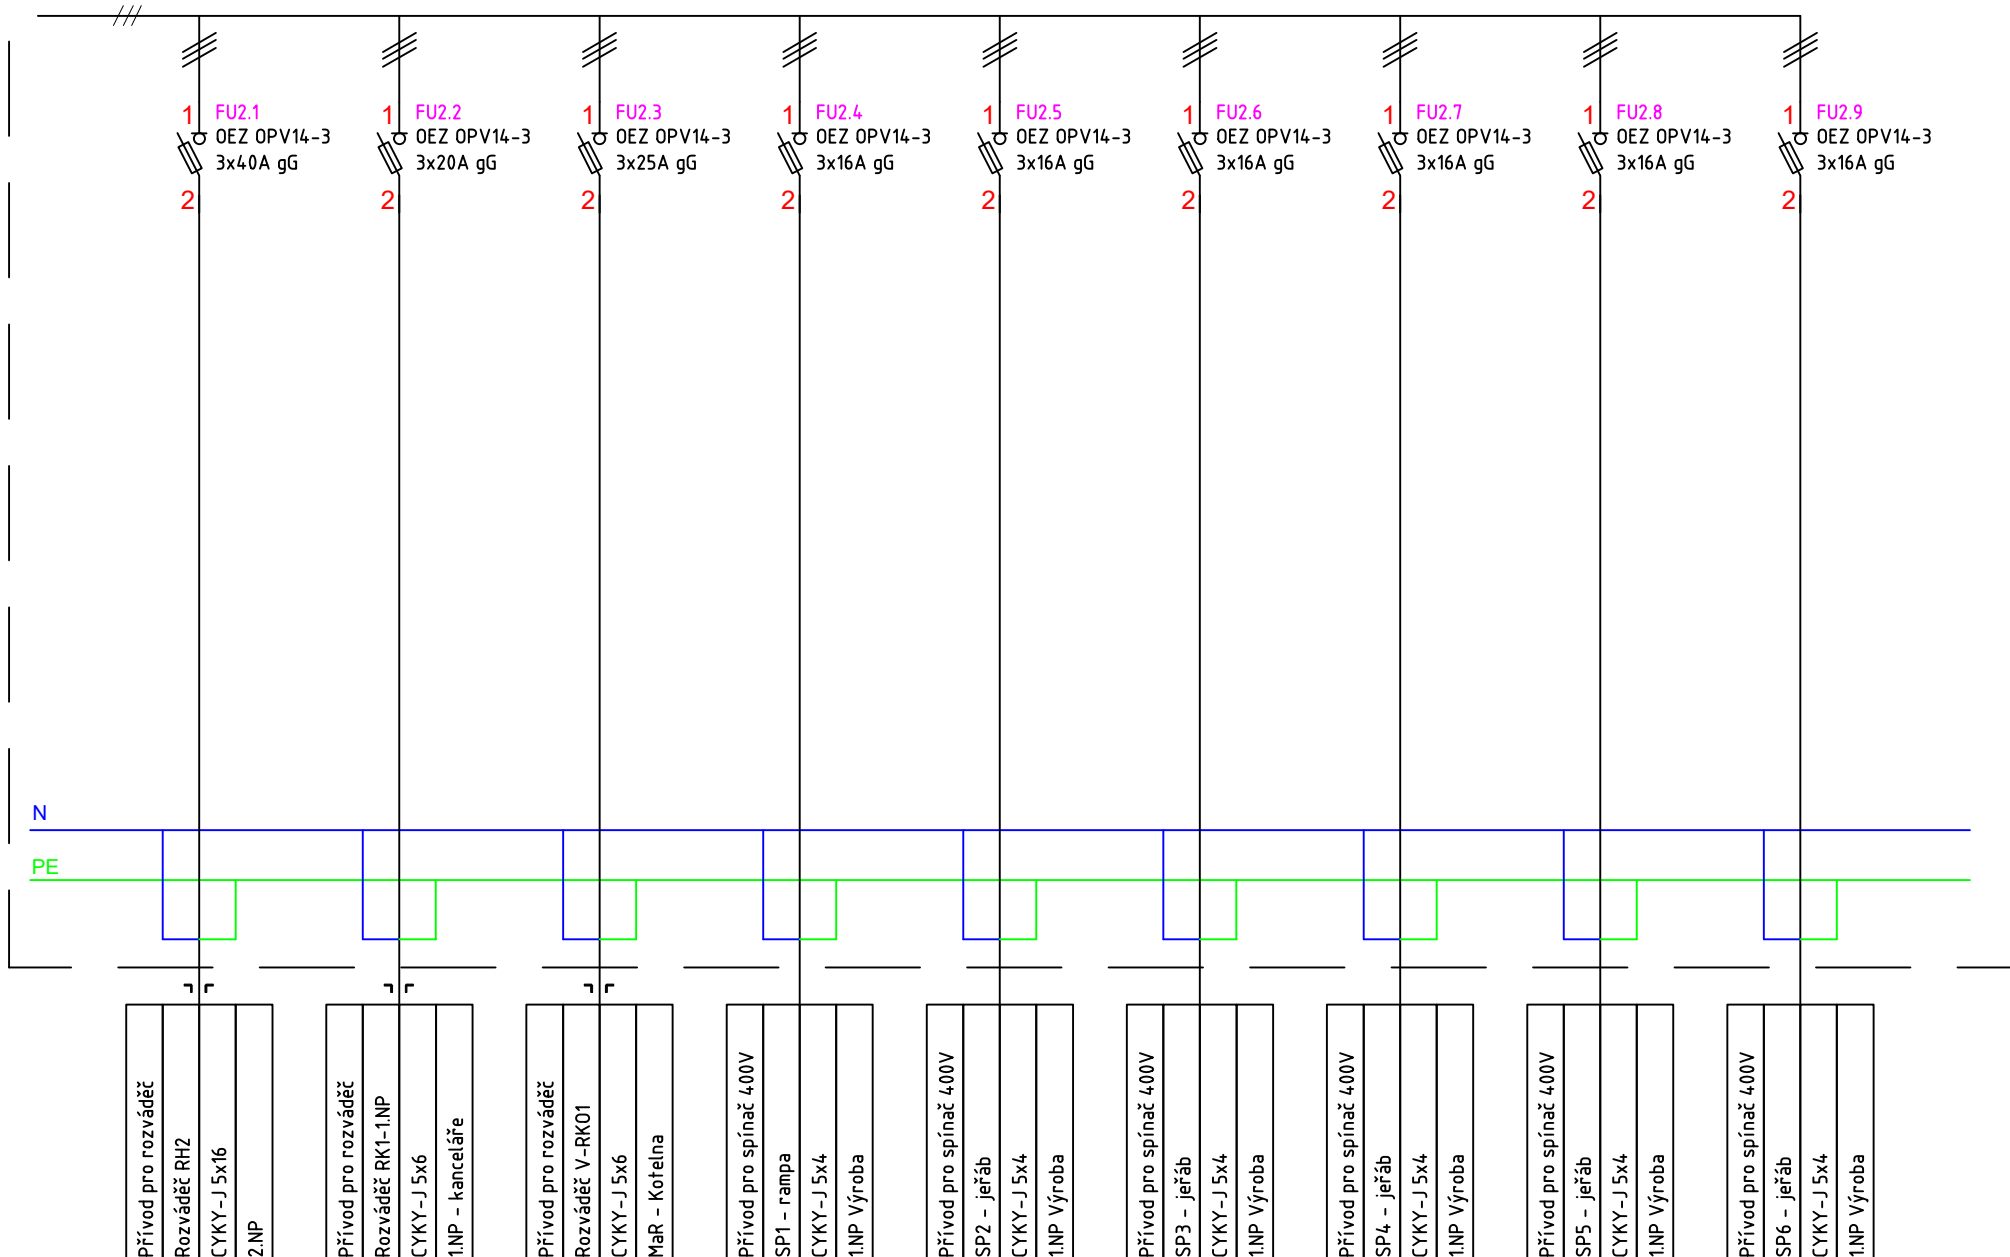 1 FU2.1
OEZ OPV14-3
3x40A gG
2
1 FU2.2
OEZ OPV14-3
3x20A gG
2
1 FU2.3
OEZ OPV14-3
3x25A gG
2
1 FU2.4
OEZ OPV14-3
3x16A gG
2
1 FU2.5
OEZ OPV14-3
3x16A gG
2
1 FU2.6
OEZ OPV14-3
3x16A gG
2
1 FU2.7
OEZ OPV14-3
3x16A gG
2
1 FU2.8
OEZ OPV14-3
3x16A gG
2
1 FU2.9
OEZ OPV14-3
3x16A gG
2
N
PE
Přívod pro rozváděč
Rozváděč RH2
CYKY-J 5x16
2.NP
Přívod pro rozváděč
Rozváděč RK1-1.NP
CYKY-J 5x6
1.NP - kanceláře
Přívod pro rozváděč
Rozváděč V-RK01
CYKY-J 5x6
MaR - Kotelna
Přívod pro spínač 400V
SP1 - rampa
CYKY-J 5x4
1.NP Výroba
Přívod pro spínač 400V
SP2 - jeřáb
CYKY-J 5x4
1.NP Výroba
Přívod pro spínač 400V
SP3 - jeřáb
CYKY-J 5x4
1.NP Výroba
Přívod pro spínač 400V
SP4 - jeřáb
CYKY-J 5x4
1.NP Výroba
Přívod pro spínač 400V
SP5 - jeřáb
CYKY-J 5x4
1.NP Výroba
Přívod pro spínač 400V
SP6 - jeřáb
CYKY-J 5x4
1.NP Výroba